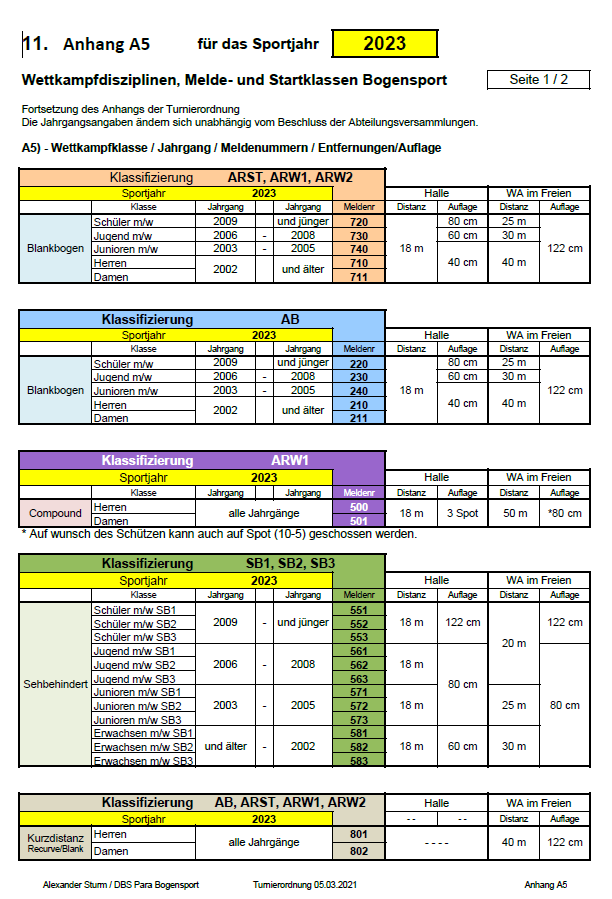 11. Anhang A5 für das Sportjahr 2023
Wettkampfdisziplinen, Melde- und Startklassen Bogensport Seite 1 / 2
Fortsetzung des Anhangs der Turnierordnung
Die Jahrgangsangaben ändern sich unabhängig vom Beschluss der Abteilungsversammlungen.
A5) - Wettkampfklasse / Jahrgang / Meldenummern / Entfernungen/Auflage
Klassifizierung ARST, ARW1, ARW2
Sportjahr 2023 Halle WA im Freien
Klasse Jahrgang Jahrgang Meldenr Distanz Auflage Distanz Auflage
Schüler m/w 2009 und jünger 720 80 cm 25 m
Jugend m/w 2006 - 2008 730 60 cm 30 m
Blankbogen Junioren m/w 2003 - 2005 740 18 m 122 cm
Herren 2002 und älter 710 40 cm 40 m
Damen 711
Klassifizierung AB
Sportjahr 2023 Halle WA im Freien
Klasse Jahrgang Jahrgang Meldenr Distanz Auflage Distanz Auflage
Schüler m/w 2009 und jünger 220 80 cm 25 m
Jugend m/w 2006 - 2008 230 60 cm 30 m
Blankbogen Junioren m/w 2003 - 2005 240 18 m 122 cm
Herren 2002 und älter 210 40 cm 40 m
Damen 211
Klassifizierung ARW1
Sportjahr 2023 Halle WA im Freien
Klasse Jahrgang Jahrgang Meldenr Distanz Auflage Distanz Auflage
Compound Herren alle Jahrgänge 500 18 m 3 Spot 50 m *80 cm
Damen 501
* Auf wunsch des Schützen kann auch auf Spot (10-5) geschossen werden.
Klassifizierung SB1, SB2, SB3
Sportjahr 2023 Halle WA im Freien
Klasse Jahrgang Jahrgang Meldenr Distanz Auflage Distanz Auflage
Schüler m/w SB1 551
Schüler m/w SB2 2009 - und jünger 552 18 m 122 cm 122 cm
Schüler m/w SB3 553
20 m
Jugend m/w SB1 561
Jugend m/w SB2 2006 - 2008 562 18 m
Jugend m/w SB3 563
Sehbehindert 80 cm
Junioren m/w SB1 571
Junioren m/w SB2 2003 - 2005 572 18 m 25 m 80 cm
Junioren m/w SB3 573
Erwachsen m/w SB1 581
Erwachsen m/w SB2 und älter - 2002 582 18 m 60 cm 30 m
Erwachsen m/w SB3 583
Klassifizierung AB, ARST, ARW1, ARW2 Halle WA im Freien
Sportjahr 2023 - - - - Distanz Auflage
Kurzdistanz Herren alle Jahrgänge 801 - - - - 40 m 122 cm
Recurve/Blank Damen 802
Alexander Sturm / DBS Para Bogensport Turnierordnung 05.03.2021 Anhang A5